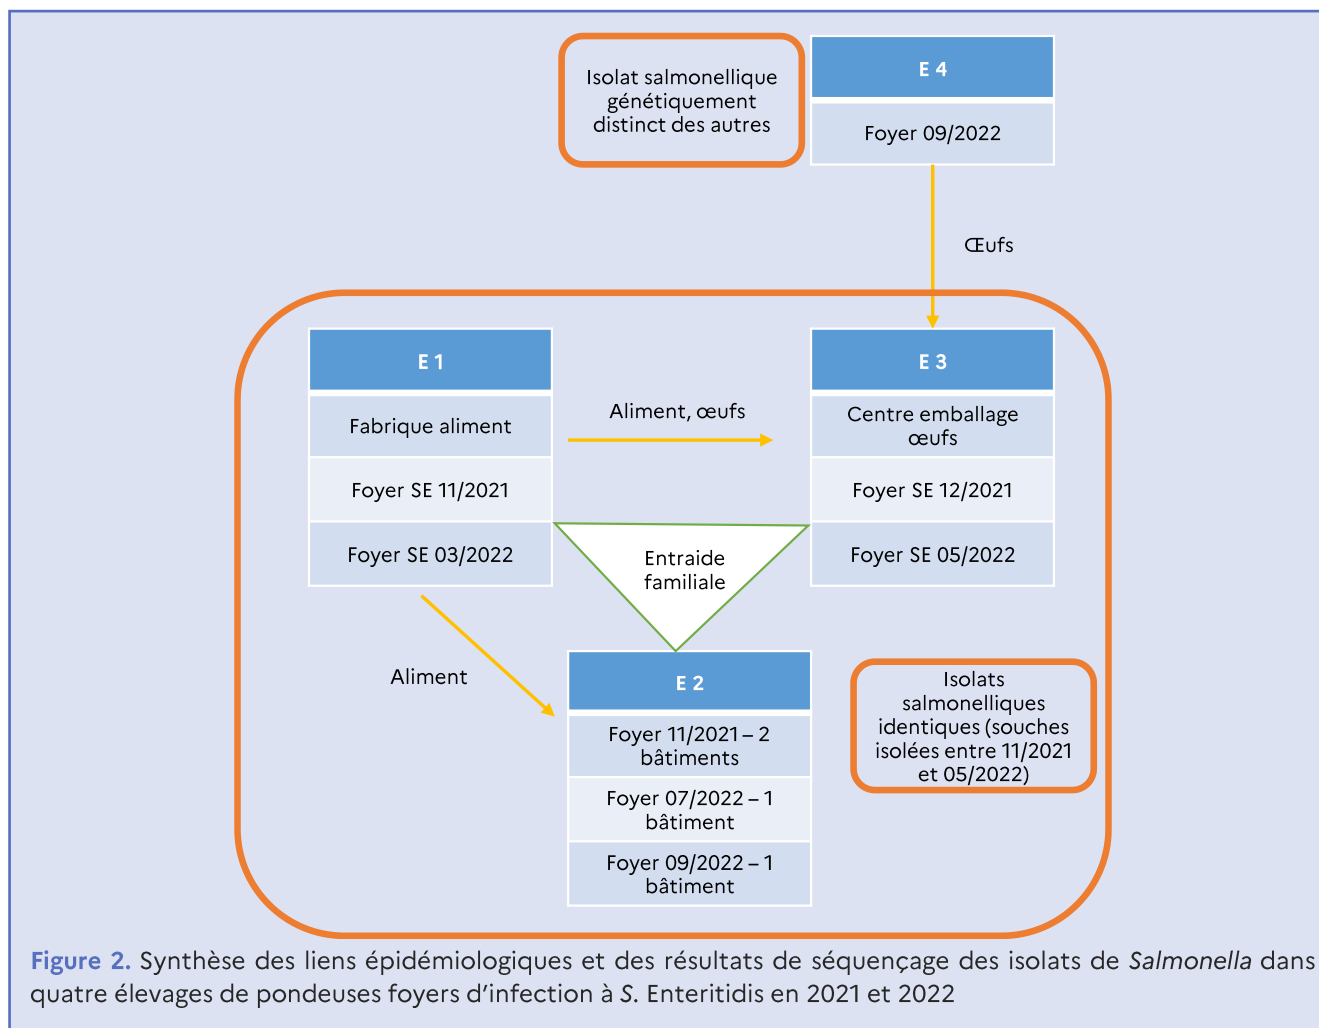 Isolat salmonellique
génétiquement
distinct des autres
E 4
Foyer 09/2022
Œufs
E 1
Fabrique aliment
Foyer SE 11/2021
Foyer SE 03/2022
Aliment, œufs
E 3
Centre emballage
œufs
Foyer SE 12/2021
Foyer SE 05/2022
Entraide
familiale
Aliment
E 2
Foyer 11/2021 – 2
bâtiments
Foyer 07/2022 – 1
bâtiment
Foyer 09/2022 – 1
bâtiment
Isolats
salmonelliques
identiques (souches
isolées entre 11/2021
et 05/2022)
Figure 2. Synthèse des liens épidémiologiques et des résultats de séquençage des isolats de Salmonella dans
quatre élevages de pondeuses foyers d’infection à S. Enteritidis en 2021 et 2022